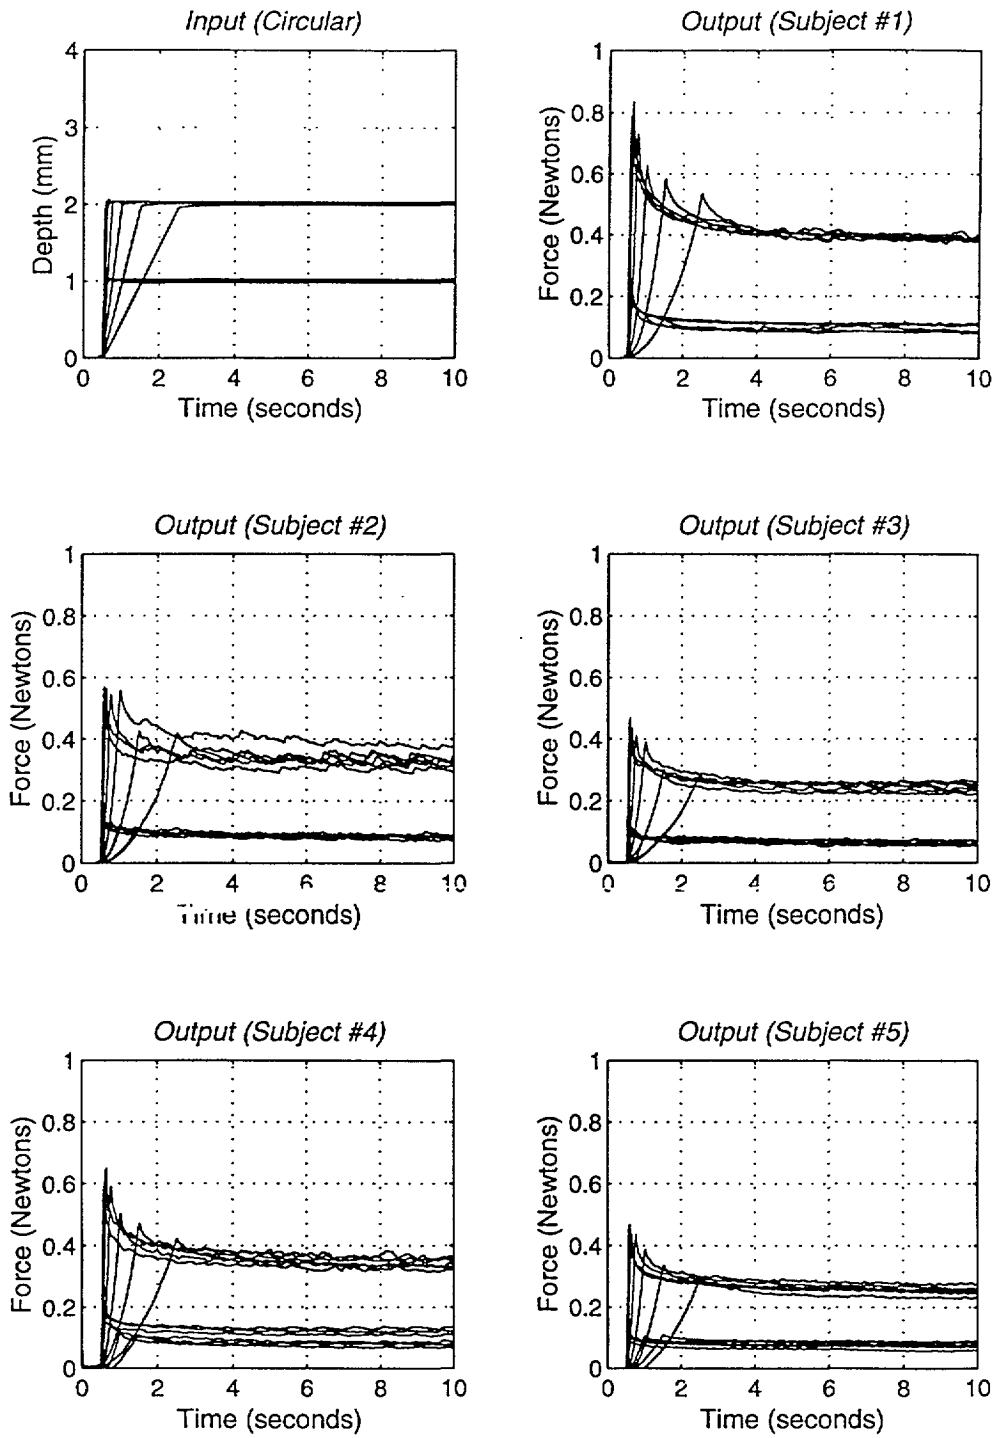 Input (Circular)
Depth (mm)
4
3
2
1
0
0 2 4 6 8 10
Time (seconds)
Output (Subject #1)
Force (Newtons)
1
0.8
0.6
0.4
0.2
0
0 2 4 6 8 10
Time (seconds)
Output (Subject #2)
Force (Newtons)
1
0.8
0.6
0.4
0.2
0
0 2 4 6 8 10
Time (seconds)
Output (Subject #3)
Force (Newtons)
1
0.8
0.6
0.4
0.2
0
0 2 4 6 8 10
Time (seconds)
Output (Subject #4)
Force (Newtons)
1
0.8
0.6
0.4
0.2
0
0 2 4 6 8 10
Time (seconds)
Output (Subject #5)
Force (Newtons)
1
0.8
0.6
0.4
0.2
0
0 2 4 6 8 10
Time (seconds)